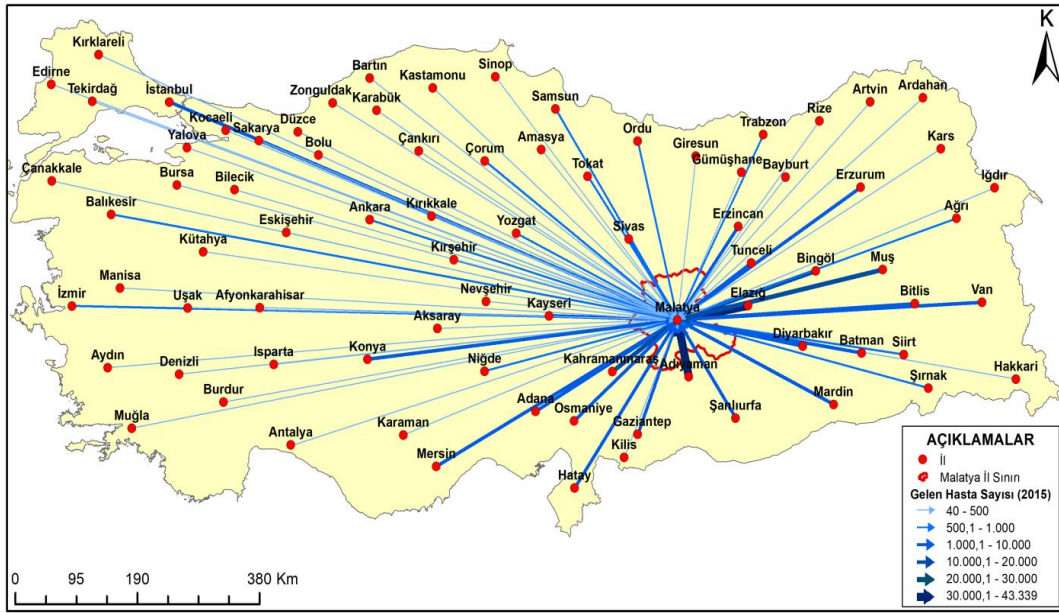 K
Kırklareli
Edirne
Tekirdağ
İstanbul
Kocaeli
Sakarya
Yalova
Düzce
Bolu
Zonguldak
Bartın
Karabük
Kastamonu
Sinop
Çankırı
Çorum
Samsun
Amasya
Tokat
Ordu
Giresun
Gümüşhane
Trabzon
Bayburt
Rize
Artvin
Ardahan
Kars
Erzurum
Iğdır
Ağrı
Çanakkale
Balıkesir
Bursa
Bilecik
Kütahya
Eskişehir
Ankara
Kırıkkale
Kırşehir
Yozgat
Sivas
Erzincan
Tunceli
Bingöl
Muş
Manisa
İzmir
Uşak
Afyonkarahisar
Nevşehir
Aksaray
Kayseri
Malatya
Elazığ
Bitlis
Van
Aydın
Denizli
Isparta
Burdur
Konya
Niğde
Kahramanmaraş
Adıyaman
Diyarbakır
Batman
Siirt
Şırnak
Hakkari
Muğla
Antalya
Karaman
Mersin
Adana
Osmaniye
Gaziantep
Kilis
Hatay
Şanlıurfa
Mardin
AÇIKLAMALAR
İl
Malatya İl Sınırı
Gelen Hasta Sayısı (2015)
40 - 500
500,1 - 1.000
1.000,1 - 10.000
10.000,1 - 20.000
20.000,1 - 30.000
30.000,1 - 43.339
0 95 190 380 Km